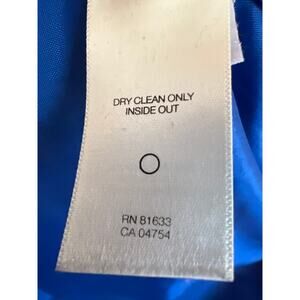 DRY CLEAN ONLY
INSIDE OUT
RN 81633
CA 04754